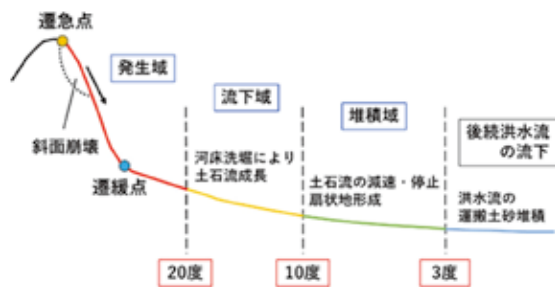 遷急点
発生域
流下域
堆積域
後続洪水流
の流下
斜面崩壊
遷緩点
河床洗堀により
土石流成長
土石流の減速・停止
扇状地形成
洪水流の
運搬土砂堆積
20度
10度
3度